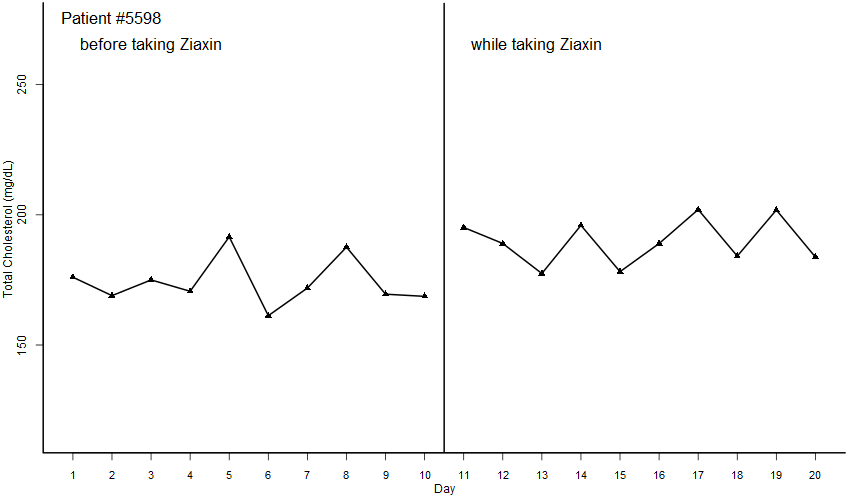 Patient #5598
before taking Ziaxin
while taking Ziaxin
Total Cholesterol (mg/dL)
250
200
150
1 2 3 4 5 6 7 8 9 10 11 12 13 14 15 16 17 18 19 20
Day